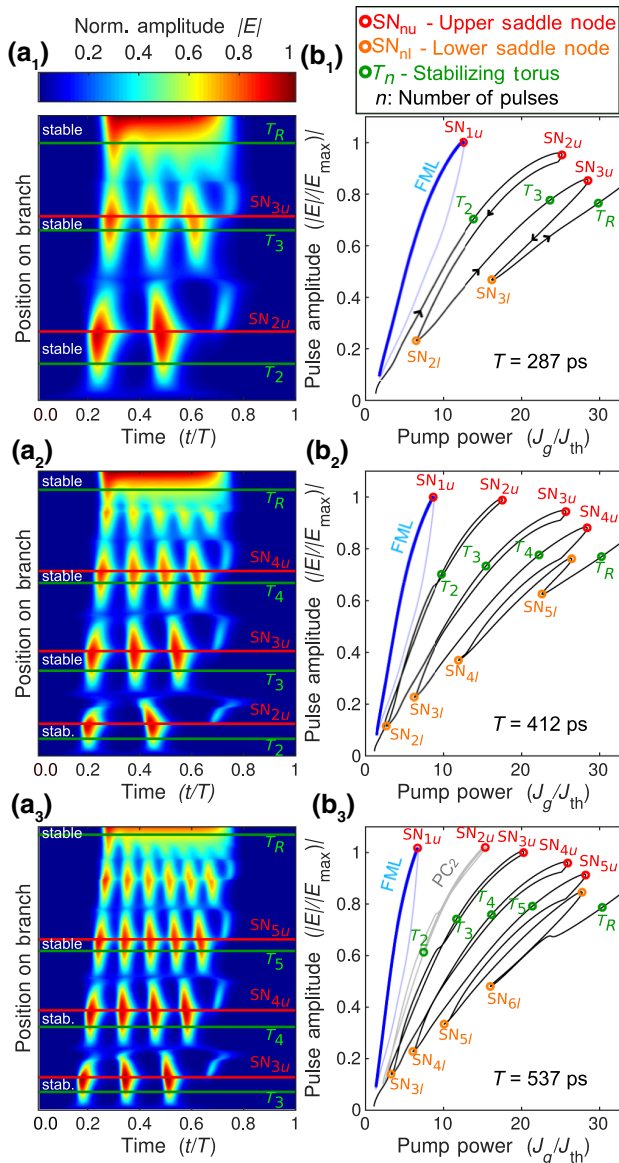 Norm. amplitude |E|
0 0.2 0.4 0.6 0.8 1
SN_nu - Upper saddle node
SN_nl - Lower saddle node
T_n - Stabilizing torus
n: Number of pulses
(a₁)
stable
T_R
SN_3u
stable
T_3
SN_2u
stable
T_2
Position on branch
0.0 0.2 0.4 0.6 0.8 1
Time (t/T)
(b₁)
SN_1u
SN_2u
SN_3u
FML
T_2
T_3
T_R
SN_3l
SN_2l
T = 287 ps
1
0.8
0.6
0.4
0.2
0
Pulse amplitude (|E|/|E_max)|
0 10 20 30
Pump power (J_g/J_th)
(a₂)
stable
T_R
SN_4u
stable
T_4
SN_3u
stable
T_3
SN_2u
stab.
T_2
Position on branch
0.0 0.2 0.4 0.6 0.8 1
Time (t/T)
(b₂)
SN_1u
SN_2u
SN_3u
SN_4u
FML
T_2
T_3
T_4
T_R
SN_5l
SN_4l
SN_3l
SN_2l
T = 412 ps
1
0.8
0.6
0.4
0.2
0
Pulse amplitude (|E|/|E_max)|
0 10 20 30
Pump power (J_g/J_th)
(a₃)
stable
T_R
SN_5u
stable
T_5
SN_4u
stab.
T_4
SN_3u
stab.
T_3
Position on branch
0.0 0.2 0.4 0.6 0.8 1
Time (t/T)
(b₃)
SN_1u
SN_2u
SN_3u
SN_4u
SN_5u
FML
PC₂
T_2
T_3
T_4
T_5
T_R
SN_6l
SN_5l
SN_4l
SN_3l
T = 537 ps
1
0.8
0.6
0.4
0.2
0
Pulse amplitude (|E|/|E_max)|
0 10 20 30
Pump power (J_g/J_th)